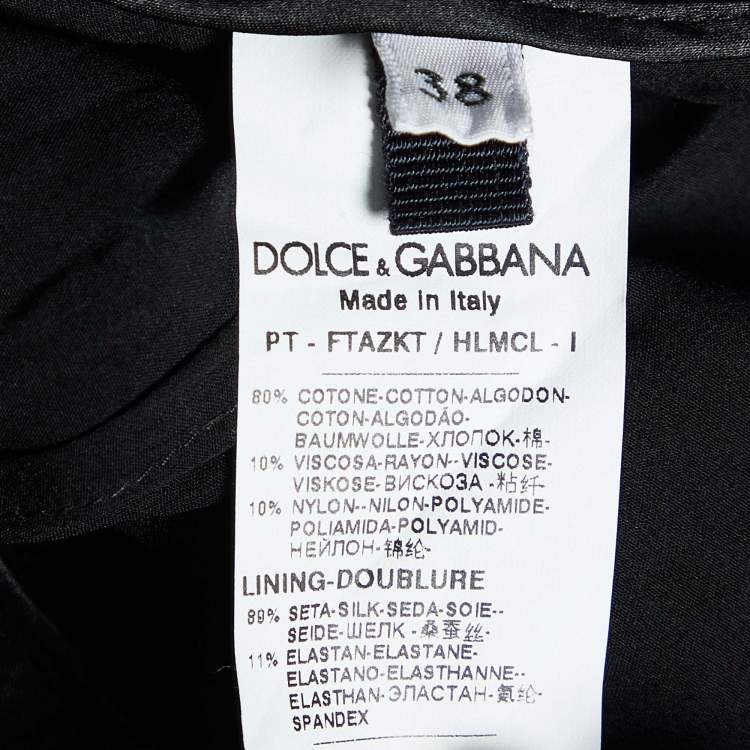 38
DOLCE & GABBANA
Made in Italy
PT - FTAZKT / HLMCL - I
80% COTONE-COTTON-ALGODON-
COTON-ALGODÃO-
BAUMWOLLE-ХЛОПОК-棉-
10% VISCOSA-RAYON--VISCOSE-
VISKOSE-ВИСКОЗА-粘纤-
10% NYLON--NILON-POLYAMIDE-
POLIAMIDA-POLYAMID-
НЕЙЛОН-锦纶-
LINING-DOUBLURE
89% SETA-SILK-SEDA-SOIE--
SEIDE-ШЕЛК-桑蚕丝-
11% ELASTAN-ELASTANE-
ELASTANO-ELASTHANNE--
ELASTHAN-ЭЛАСТАН-氨纶-
SPANDEX